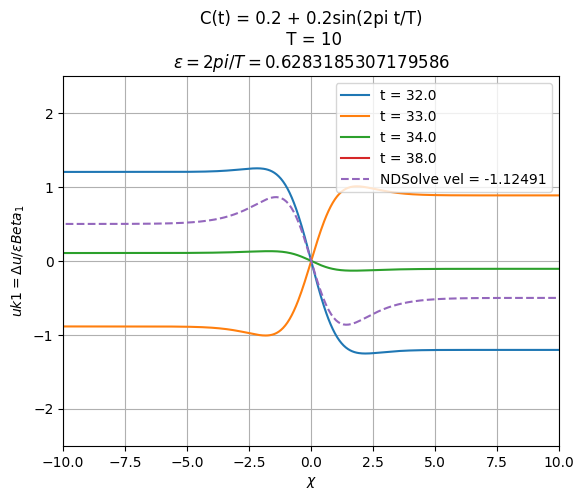 C(t) = 0.2 + 0.2sin(2pi t/T)
T = 10
ε = 2pi/T = 0.6283185307179586
t = 32.0
t = 33.0
t = 34.0
t = 38.0
NDSolve vel = -1.12491
uk1 = Δu/εBeta₁
2
1
0
−1
−2
−10.0 −7.5 −5.0 −2.5 0.0 2.5 5.0 7.5 10.0
χ